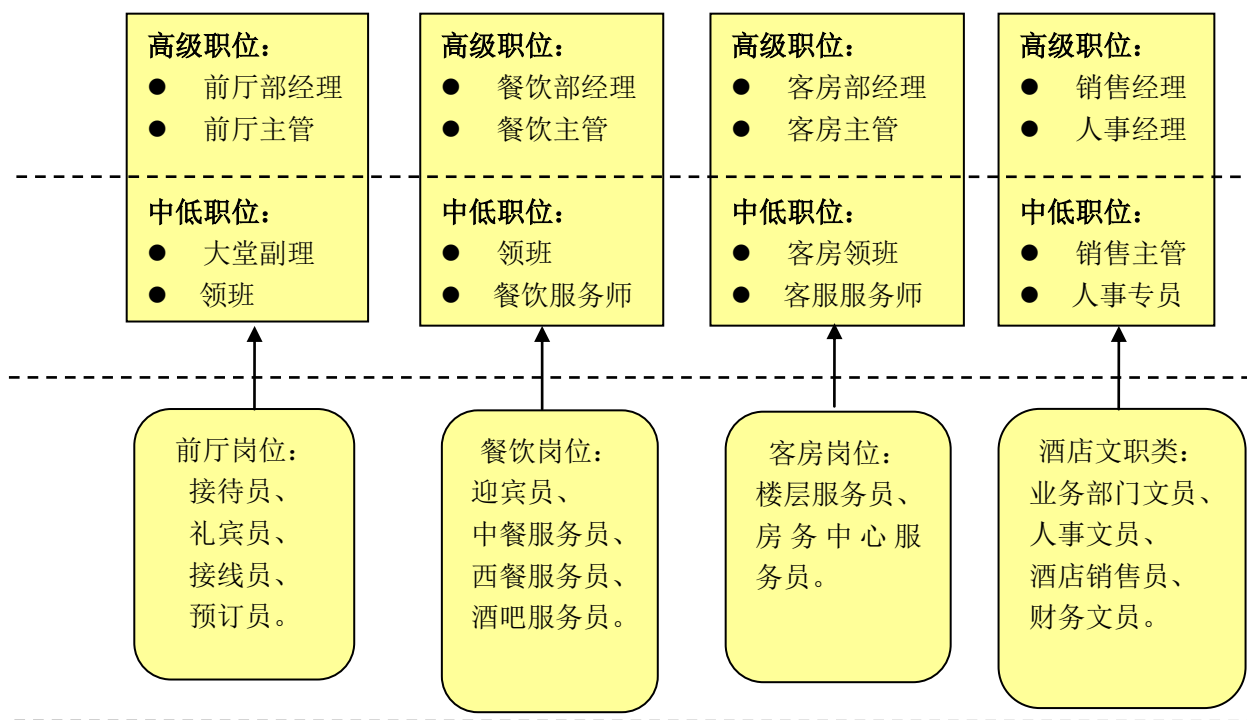 高级职位：
● 前厅部经理
● 前厅主管
中低职位：
● 大堂副理
● 领班
高级职位：
● 餐饮部经理
● 餐饮主管
中低职位：
● 领班
● 餐饮服务师
高级职位：
● 客房部经理
● 客房主管
中低职位：
● 客房领班
● 客服服务师
高级职位：
● 销售经理
● 人事经理
中低职位：
● 销售主管
● 人事专员
前厅岗位：
接待员、
礼宾员、
接线员、
预订员。
餐饮岗位：
迎宾员、
中餐服务员、
西餐服务员、
酒吧服务员。
客房岗位：
楼层服务员、
房务中心服
务员。
酒店文职类：
业务部门文员、
人事文员、
酒店销售员、
财务文员。